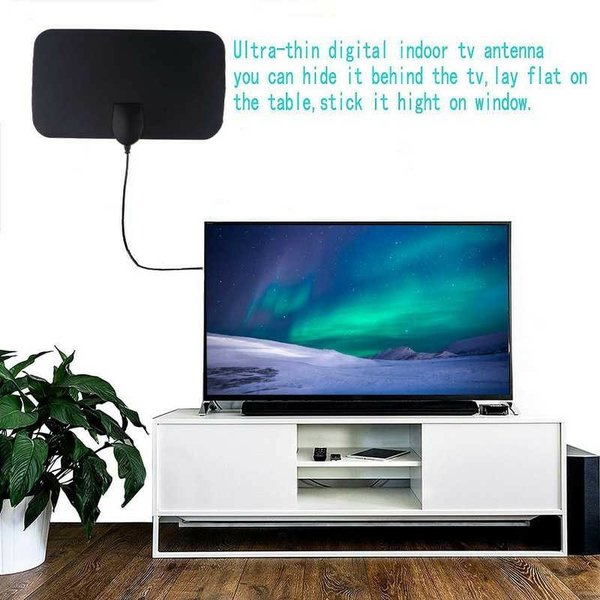 Ultra-thin digital indoor tv antenna
you can hide it behind the tv,lay flat on
the table,stick it hight on window.